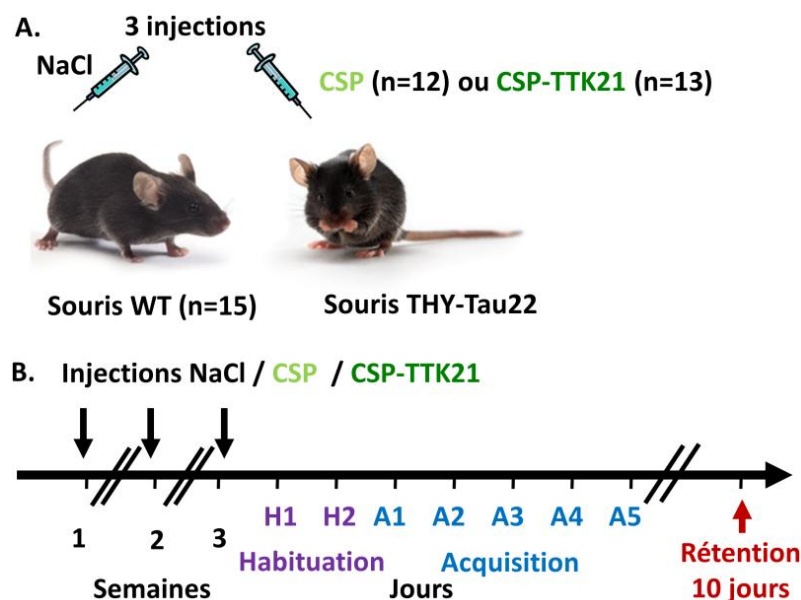 A.
3 injections
NaCl
CSP (n=12) ou CSP-TTK21 (n=13)
Souris WT (n=15)
Souris THY-Tau22
B. Injections NaCl / CSP / CSP-TTK21
1 2 3 H1 H2 A1 A2 A3 A4 A5
Habituation Acquisition Rétention
Semaines Jours 10 jours